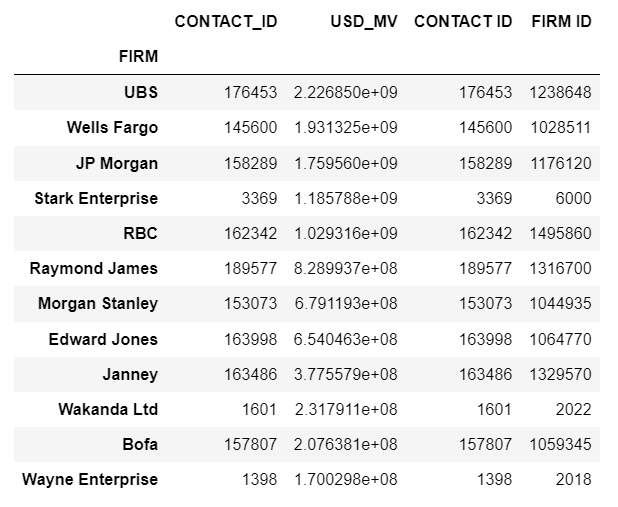 CONTACT_ID USD_MV CONTACT ID FIRM ID
FIRM
UBS 176453 2.226850e+09 176453 1238648
Wells Fargo 145600 1.931325e+09 145600 1028511
JP Morgan 158289 1.759560e+09 158289 1176120
Stark Enterprise 3369 1.185788e+09 3369 6000
RBC 162342 1.029316e+09 162342 1495860
Raymond James 189577 8.289937e+08 189577 1316700
Morgan Stanley 153073 6.791193e+08 153073 1044935
Edward Jones 163998 6.540463e+08 163998 1064770
Janney 163486 3.775579e+08 163486 1329570
Wakanda Ltd 1601 2.317911e+08 1601 2022
Bofa 157807 2.076381e+08 157807 1059345
Wayne Enterprise 1398 1.700298e+08 1398 2018